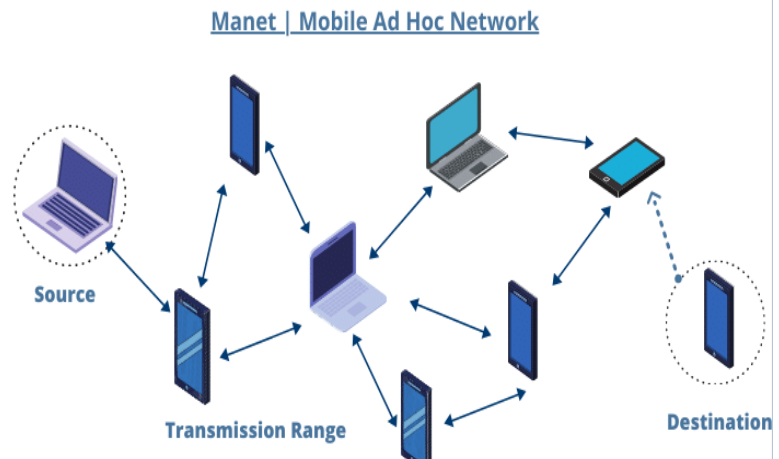 Manet | Mobile Ad Hoc Network
Source
Transmission Range
Destination